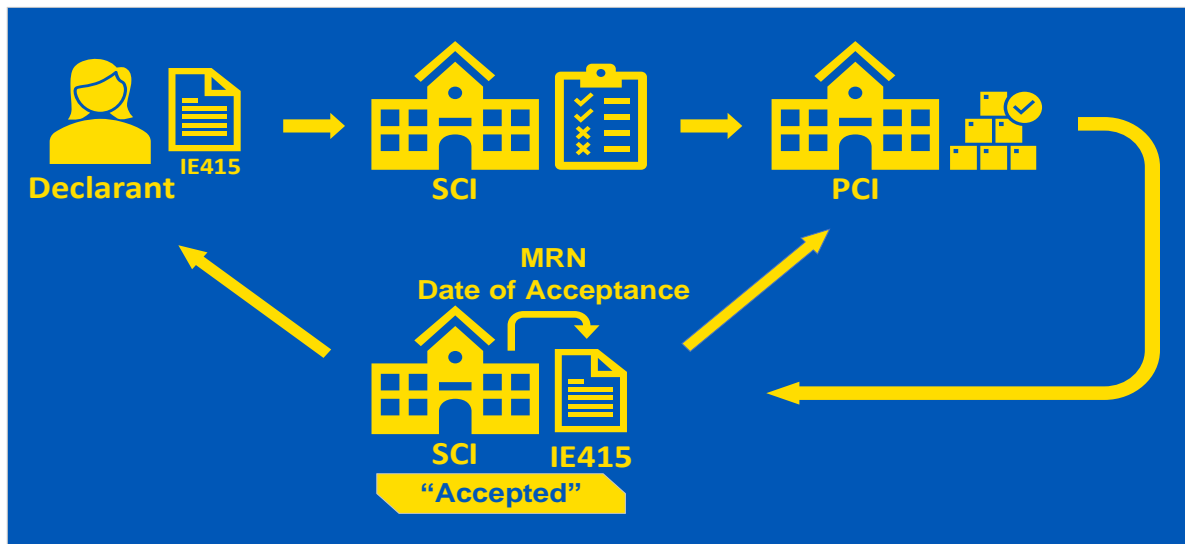 IE415
Declarant
SCI
PCI
MRN
Date of Acceptance
SCI
IE415
“Accepted”